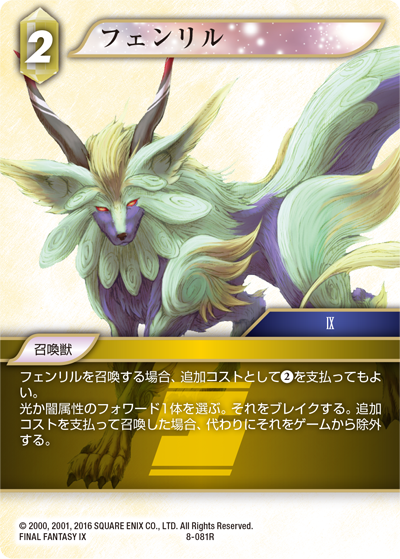 2
フェンリル
IX
召喚獣
フェンリルを召喚する場合、追加コストとして❷を支払ってもよ
い。
光か闇属性のフォワード1体を選ぶ。それをブレイクする。追加
コストを支払って召喚した場合、代わりにそれをゲームから除外
する。
© 2000, 2001, 2016 SQUARE ENIX CO., LTD. All Rights Reserved.
FINAL FANTASY IX 8-081R